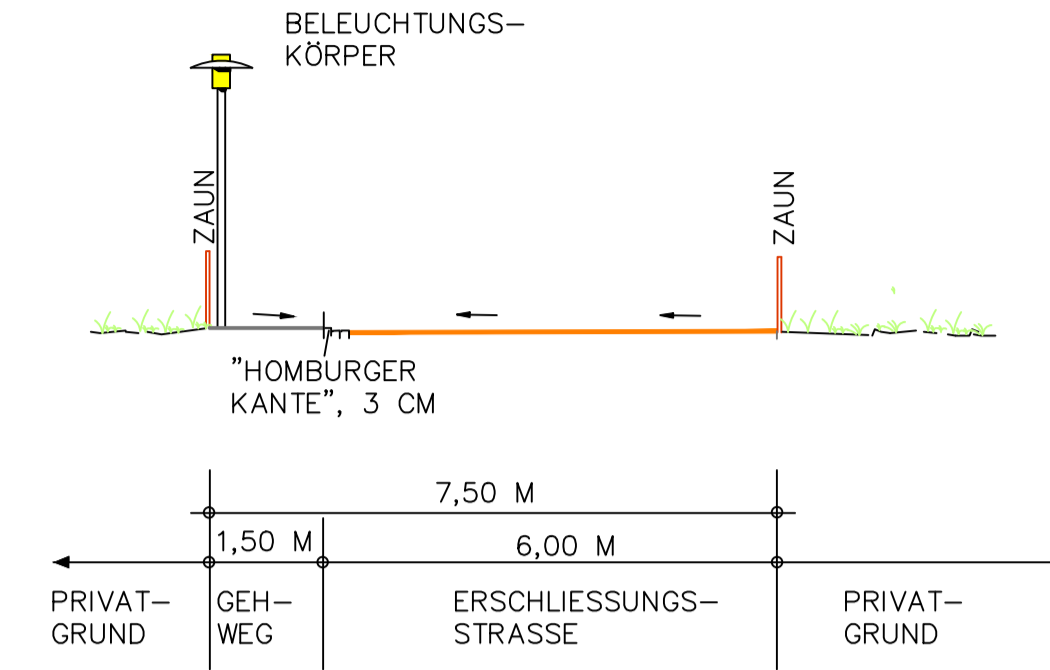 BELEUCHTUNGS–
KÖRPER
ZAUN
ZAUN
"HOMBURGER
KANTE", 3 CM
7,50 M
1,50 M
6,00 M
PRIVAT–
GRUND
GEH–
WEG
ERSCHLIESSUNGS–
STRASSE
PRIVAT–
GRUND